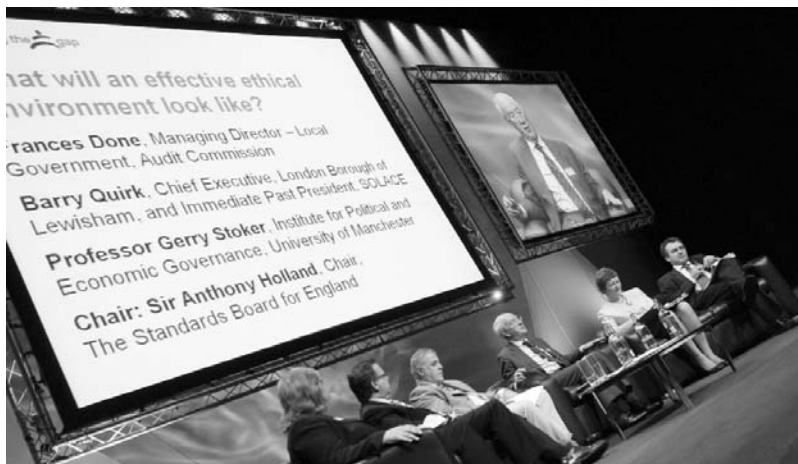 the gap
hat will an effective ethical
nvironment look like?
rances Done, Managing Director – Local
Government, Audit Commission
Barry Quirk, Chief Executive, London Borough of
Lewisham, and Immediate Past President, SOLACE
Professor Gerry Stoker, Institute for Political and
Economic Governance, University of Manchester
Chair: Sir Anthony Holland, Chair,
The Standards Board for England